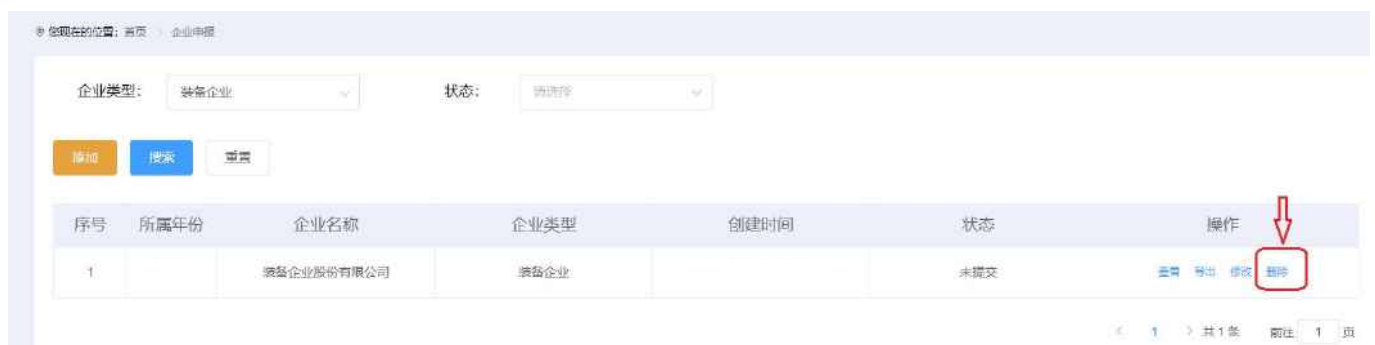 您现在的位置：首页 > 企业申报
企业类型： 装备企业 状态： 请选择
添加 搜索 重置
序号 所属年份 企业名称 企业类型 创建时间 状态 操作
1 装备企业股份有限公司 装备企业 未提交 查看 导出 修改 删除
< 1 > 共1条 前往 1 页